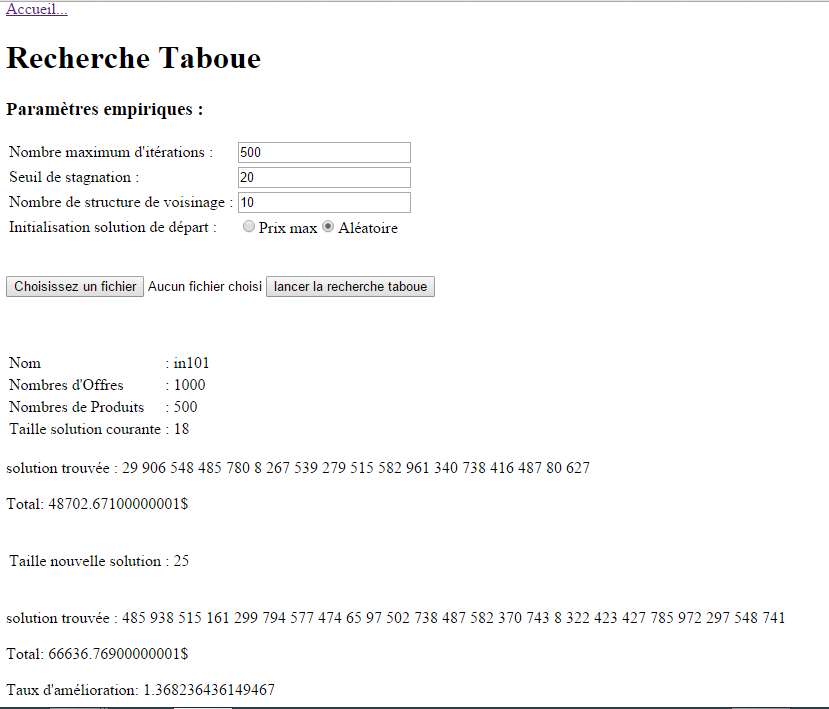 Accueil...
Recherche Taboue
Paramètres empiriques :
Nombre maximum d'itérations : 500
Seuil de stagnation : 20
Nombre de structure de voisinage : 10
Initialisation solution de départ : Prix max Aléatoire
Choisissez un fichier Aucun fichier choisi lancer la recherche taboue
Nom : in101
Nombres d'Offres : 1000
Nombres de Produits : 500
Taille solution courante : 18
solution trouvée : 29 906 548 485 780 8 267 539 279 515 582 961 340 738 416 487 80 627
Total: 48702.67100000001$
Taille nouvelle solution : 25
solution trouvée : 485 938 515 161 299 794 577 474 65 97 502 738 487 582 370 743 8 322 423 427 785 972 297 548 741
Total: 66636.76900000001$
Taux d'amélioration: 1.368236436149467